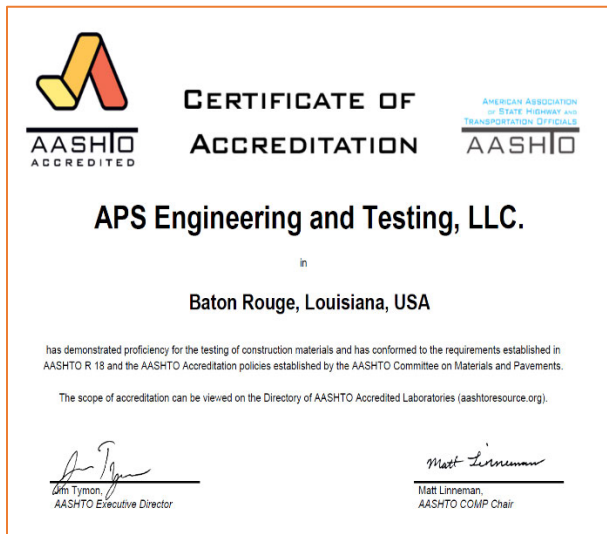 AASHTO
ACCREDITED
CERTIFICATE OF
ACCREDITATION
AMERICAN ASSOCIATION
OF STATE HIGHWAY AND
TRANSPORTATION OFFICIALS
AASHTO
APS Engineering and Testing, LLC.
in
Baton Rouge, Louisiana, USA
has demonstrated proficiency for the testing of construction materials and has conformed to the requirements established in
AASHTO R 18 and the AASHTO Accreditation policies established by the AASHTO Committee on Materials and Pavements.
The scope of accreditation can be viewed on the Directory of AASHTO Accredited Laboratories (aashtoresource.org).
Jim Tymon,
AASHTO Executive Director
Matt Linneman
Matt Linneman,
AASHTO COMP Chair